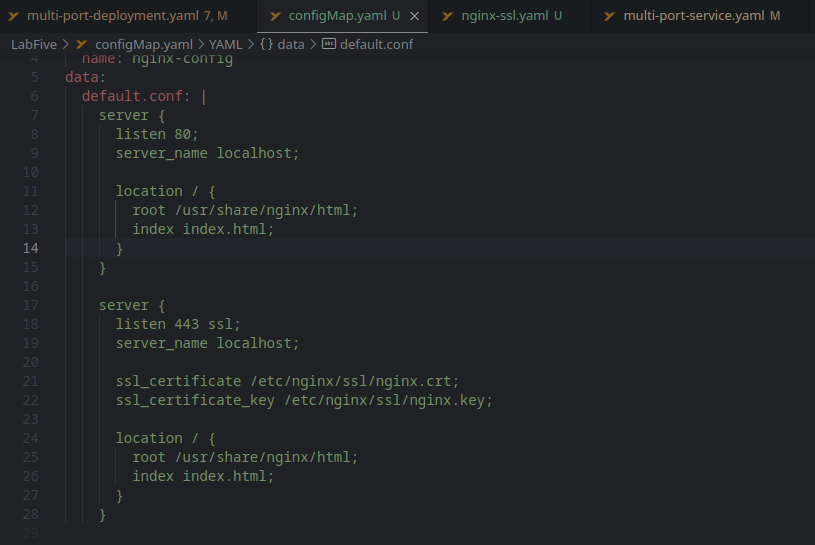 multi-port-deployment.yaml 7, M
configMap.yaml U
nginx-ssl.yaml U
multi-port-service.yaml M
LabFive > configMap.yaml > YAML > {} data > abc default.conf
4 name: nginx-config
5 data:
6 default.conf: |
7 server {
8 listen 80;
9 server_name localhost;
10
11 location / {
12 root /usr/share/nginx/html;
13 index index.html;
14 }
15 }
16
17 server {
18 listen 443 ssl;
19 server_name localhost;
20
21 ssl_certificate /etc/nginx/ssl/nginx.crt;
22 ssl_certificate_key /etc/nginx/ssl/nginx.key;
23
24 location / {
25 root /usr/share/nginx/html;
26 index index.html;
27 }
28 }
29